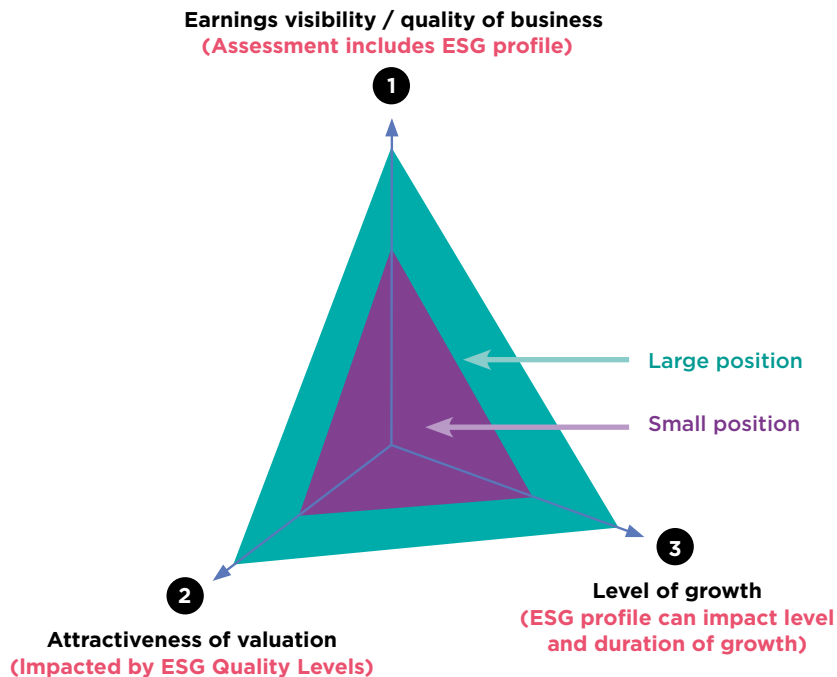 Earnings visibility / quality of business
(Assessment includes ESG profile)
1
Large position
Small position
3
Level of growth
(ESG profile can impact level
and duration of growth)
2
Attractiveness of valuation
(Impacted by ESG Quality Levels)